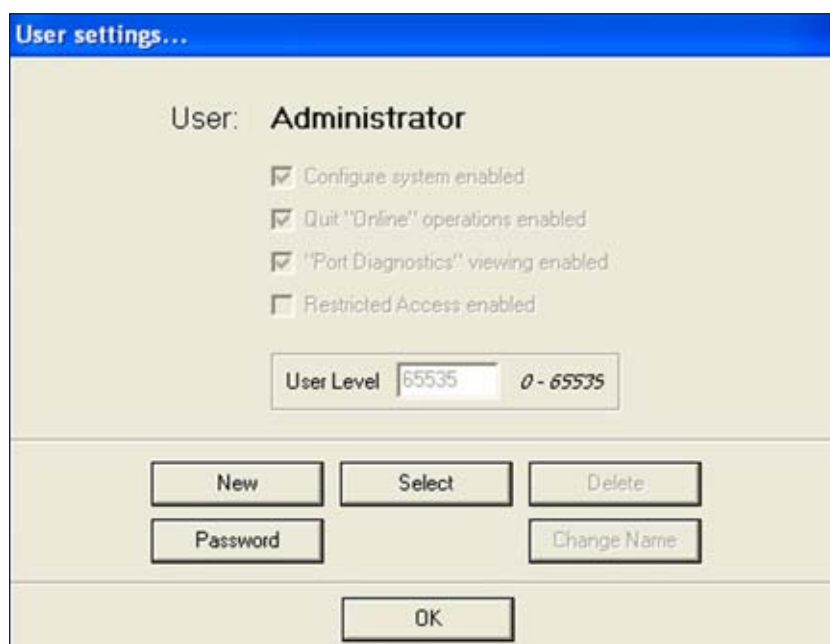 User settings...
User: Administrator
Configure system enabled
Quit "Online" operations enabled
"Port Diagnostics" viewing enabled
Restricted Access enabled
User Level 65535 0 - 65535
New Select Delete
Password Change Name
OK